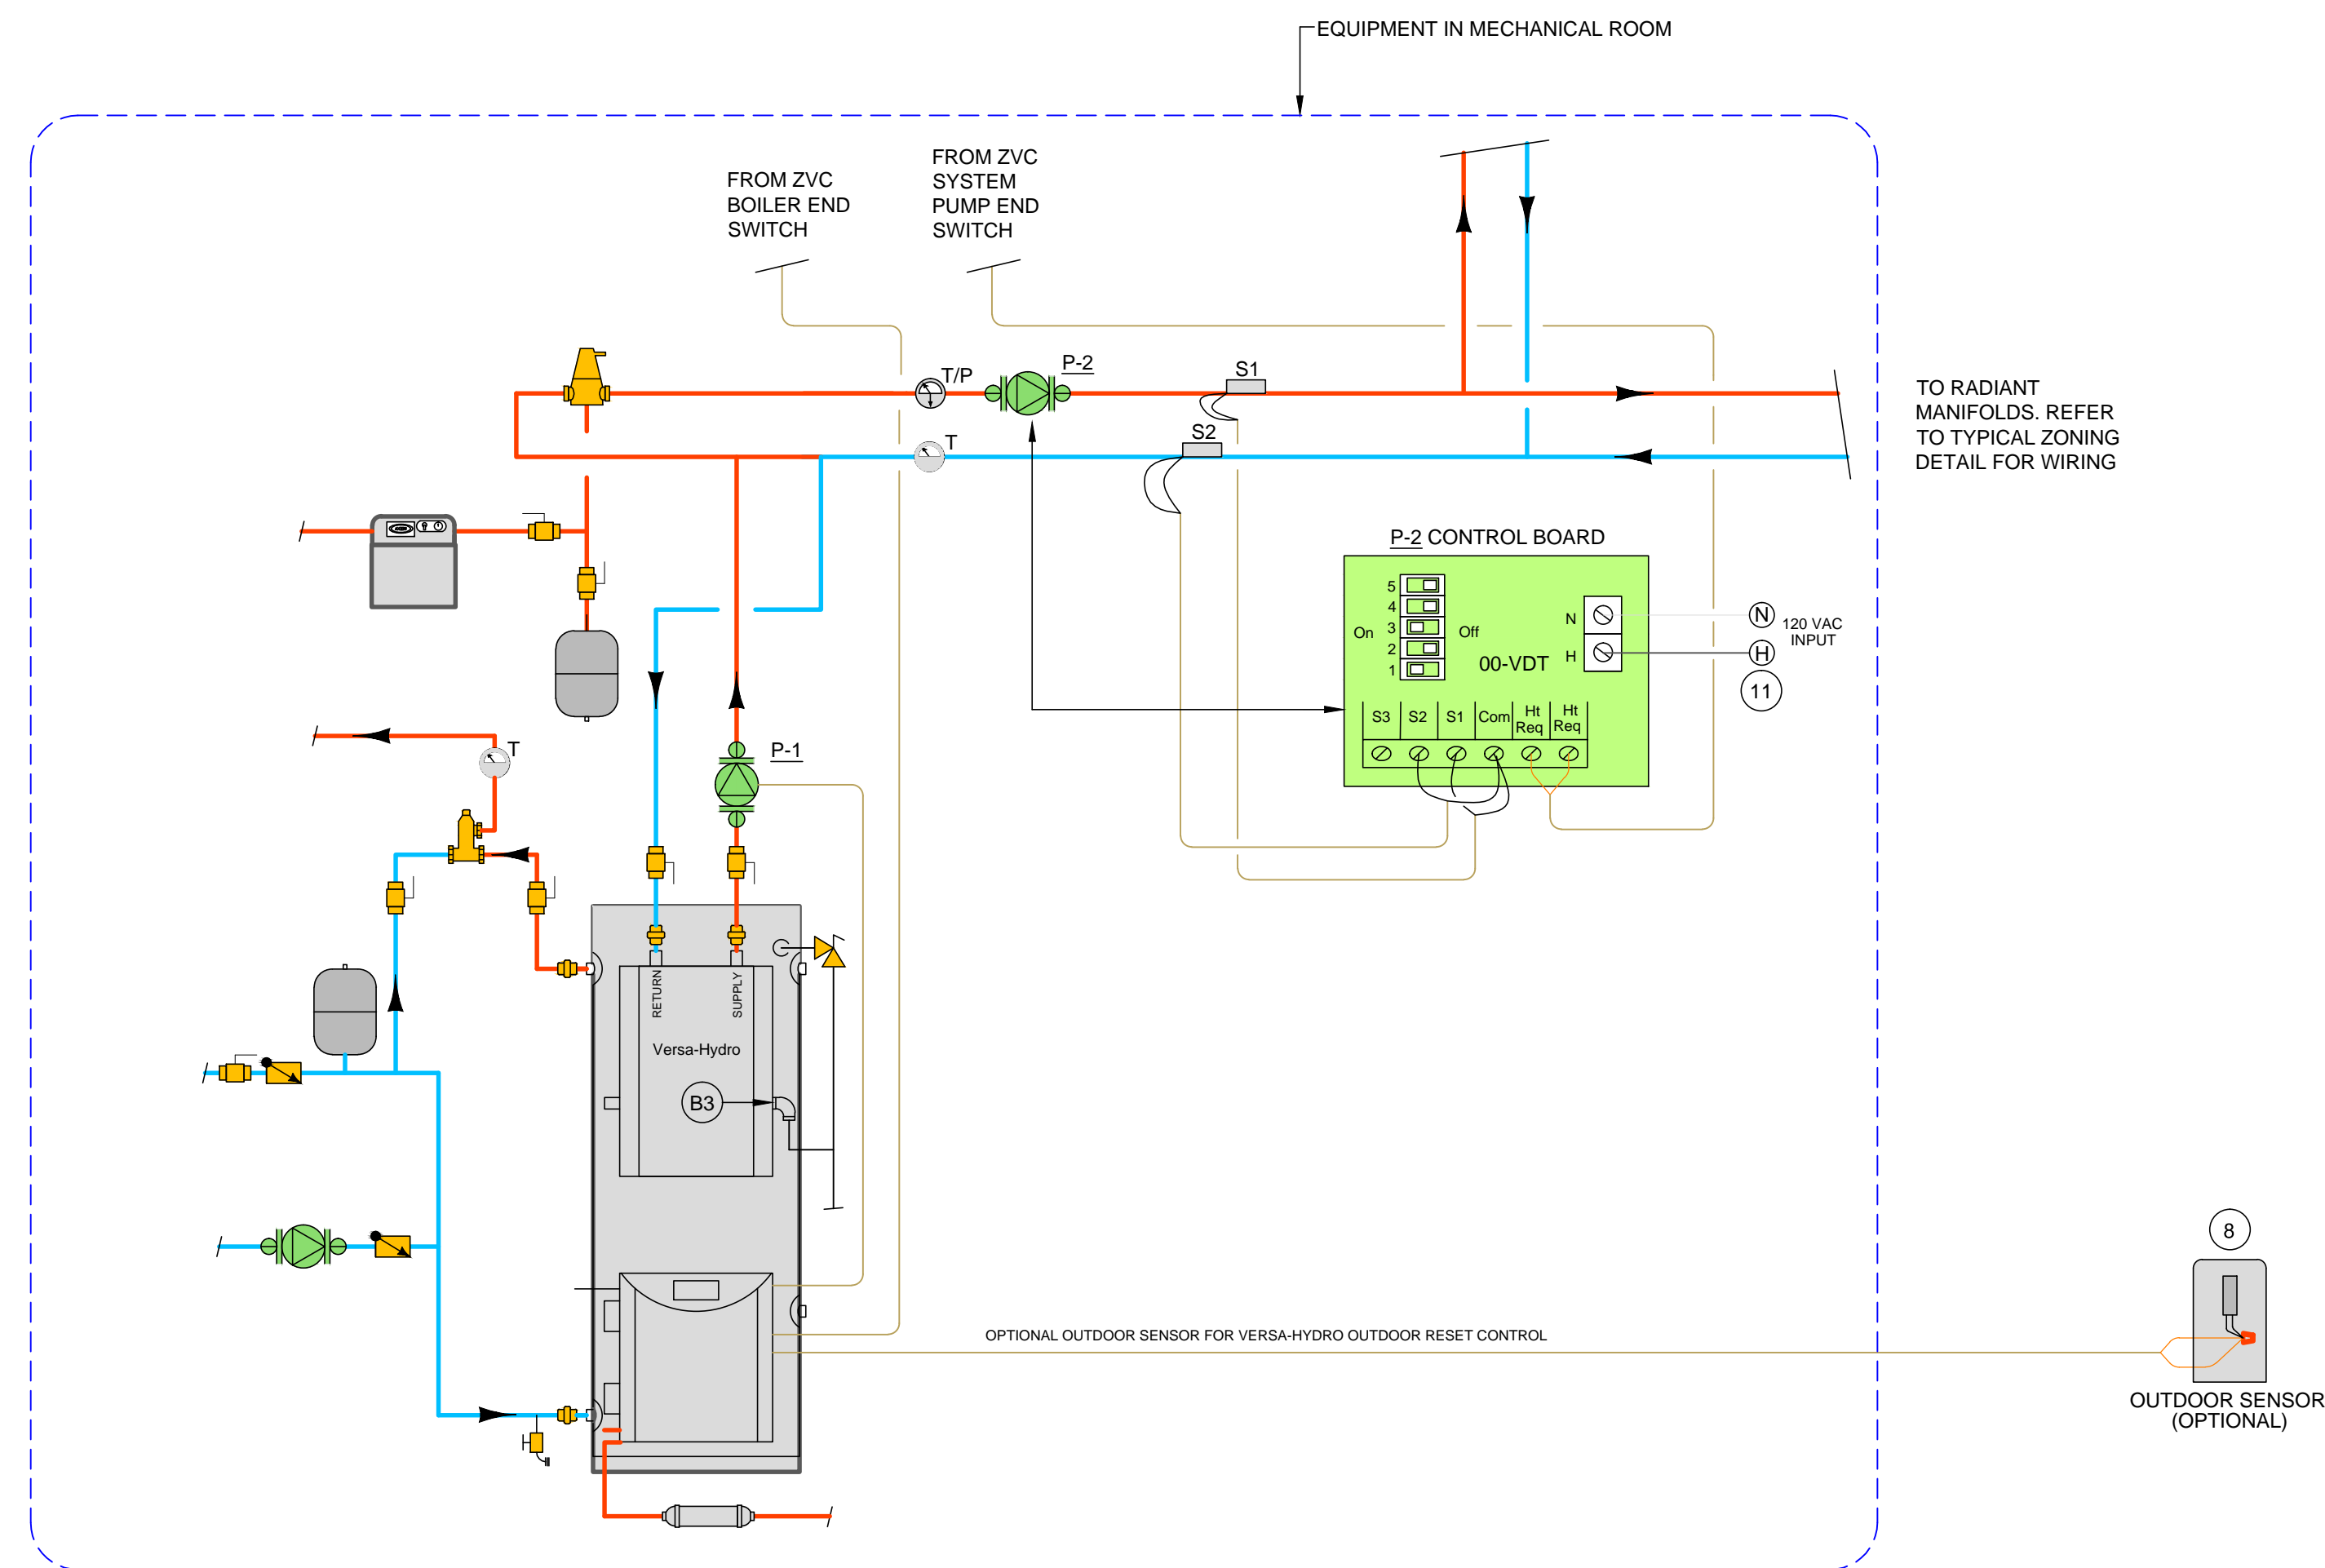 EQUIPMENT IN MECHANICAL ROOM
FROM ZVC
BOILER END
SWITCH
FROM ZVC
SYSTEM
PUMP END
SWITCH
T/P
P-2
S1
T
S2
TO RADIANT
MANIFOLDS. REFER
TO TYPICAL ZONING
DETAIL FOR WIRING
P-2 CONTROL BOARD
5
4
On 3 Off
2
1
00-VDT
N
H
N
H
120 VAC
INPUT
11
S3 S2 S1 Com Ht Req Ht Req
T
P-1
RETURN
SUPPLY
Versa-Hydro
B3
8
OPTIONAL OUTDOOR SENSOR FOR VERSA-HYDRO OUTDOOR RESET CONTROL
OUTDOOR SENSOR
(OPTIONAL)